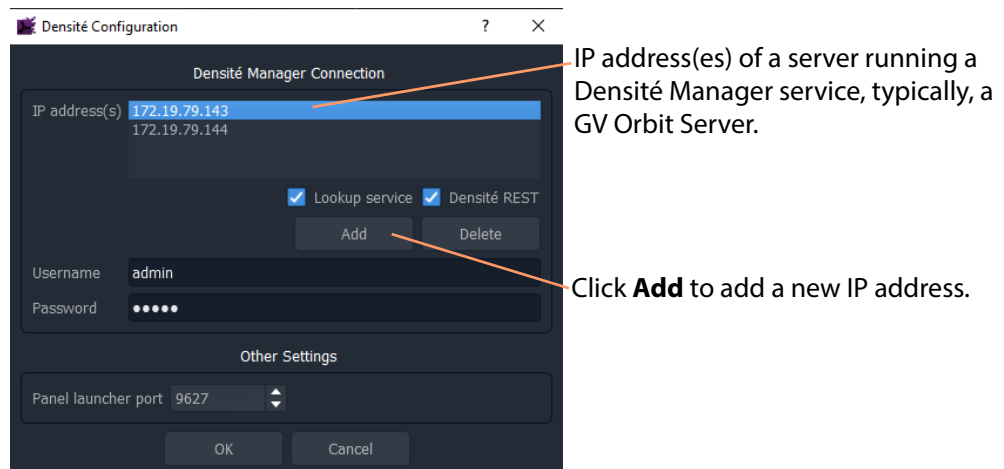 Densité Configuration ? ×
Densité Manager Connection
IP address(s) 172.19.79.143
172.19.79.144
Lookup service Densité REST
Add Delete
Username admin
Password •••••
Other Settings
Panel launcher port 9627
OK Cancel
IP address(es) of a server running a
Densité Manager service, typically, a
GV Orbit Server.
Click Add to add a new IP address.